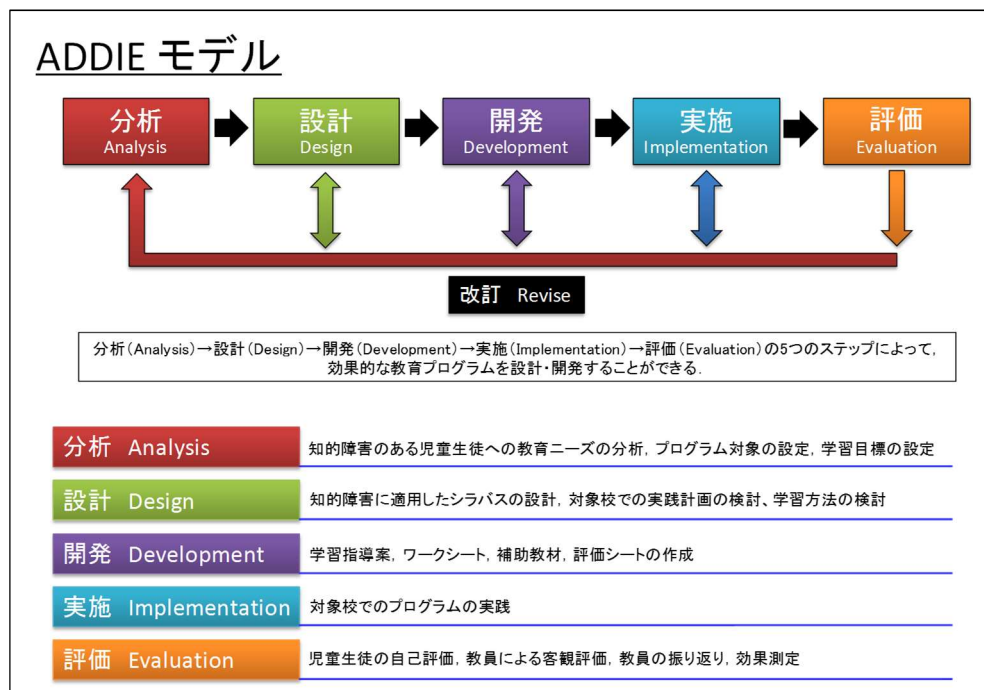 ADDIE モデル
分析
Analysis
設計
Design
開発
Development
実施
Implementation
評価
Evaluation
改訂 Revise
分析(Analysis)→設計(Design)→開発(Development)→実施(Implementation)→評価(Evaluation)の5つのステップによって,
効果的な教育プログラムを設計・開発することができる.
分析 Analysis 知的障害のある児童生徒への教育ニーズの分析, プログラム対象の設定, 学習目標の設定
設計 Design 知的障害に適用したシラバスの設計, 対象校での実践計画の検討、学習方法の検討
開発 Development 学習指導案, ワークシート, 補助教材, 評価シートの作成
実施 Implementation 対象校でのプログラムの実践
評価 Evaluation 児童生徒の自己評価, 教員による客観評価, 教員の振り返り, 効果測定